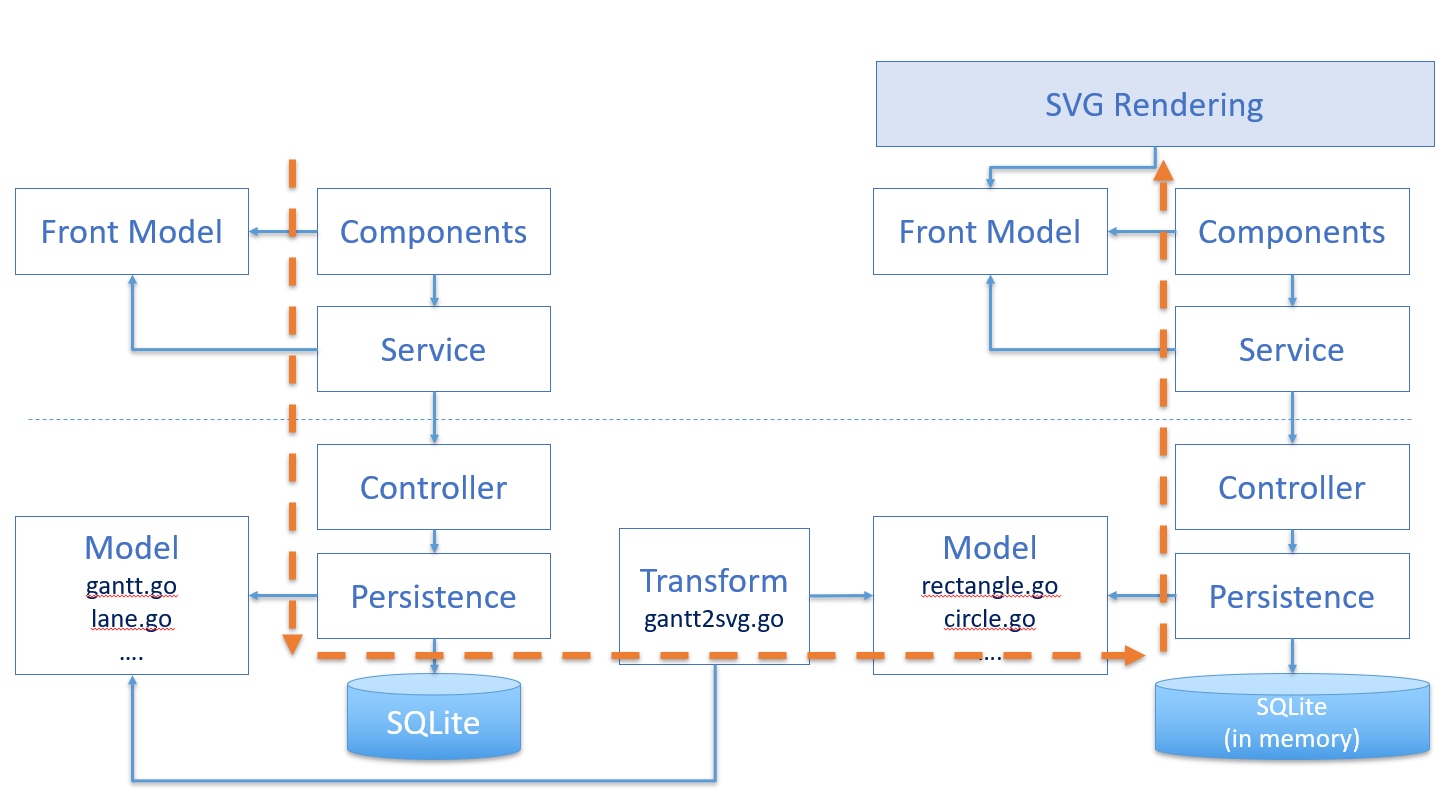 SVG Rendering
Front Model
Components
Front Model
Components
Service
Service
Controller
Controller
Model
gantt.go
lane.go
....
Persistence
Transform
gantt2svg.go
Model
rectangle.go
circle.go
....
Persistence
SQLite
SQLite
(in memory)